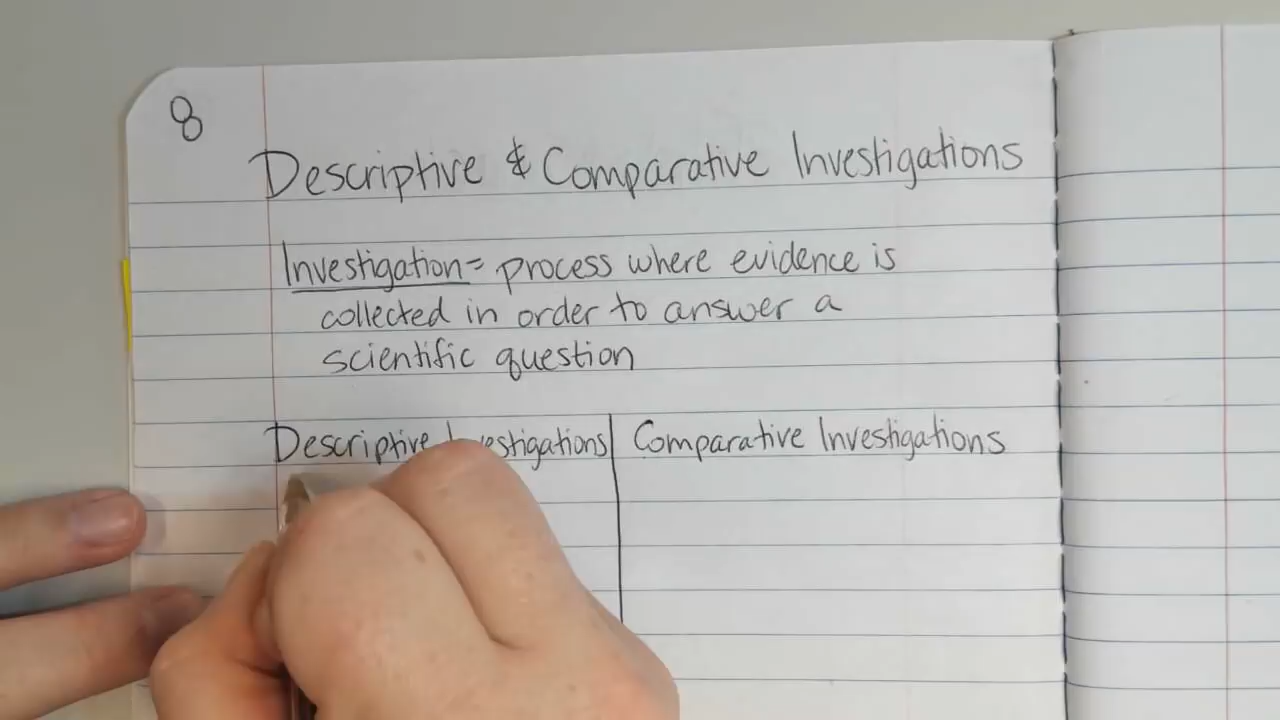 8
Descriptive & Comparative Investigations
Investigation= process where evidence is
collected in order to answer a
scientific question
Descriptive Investigations Comparative Investigations